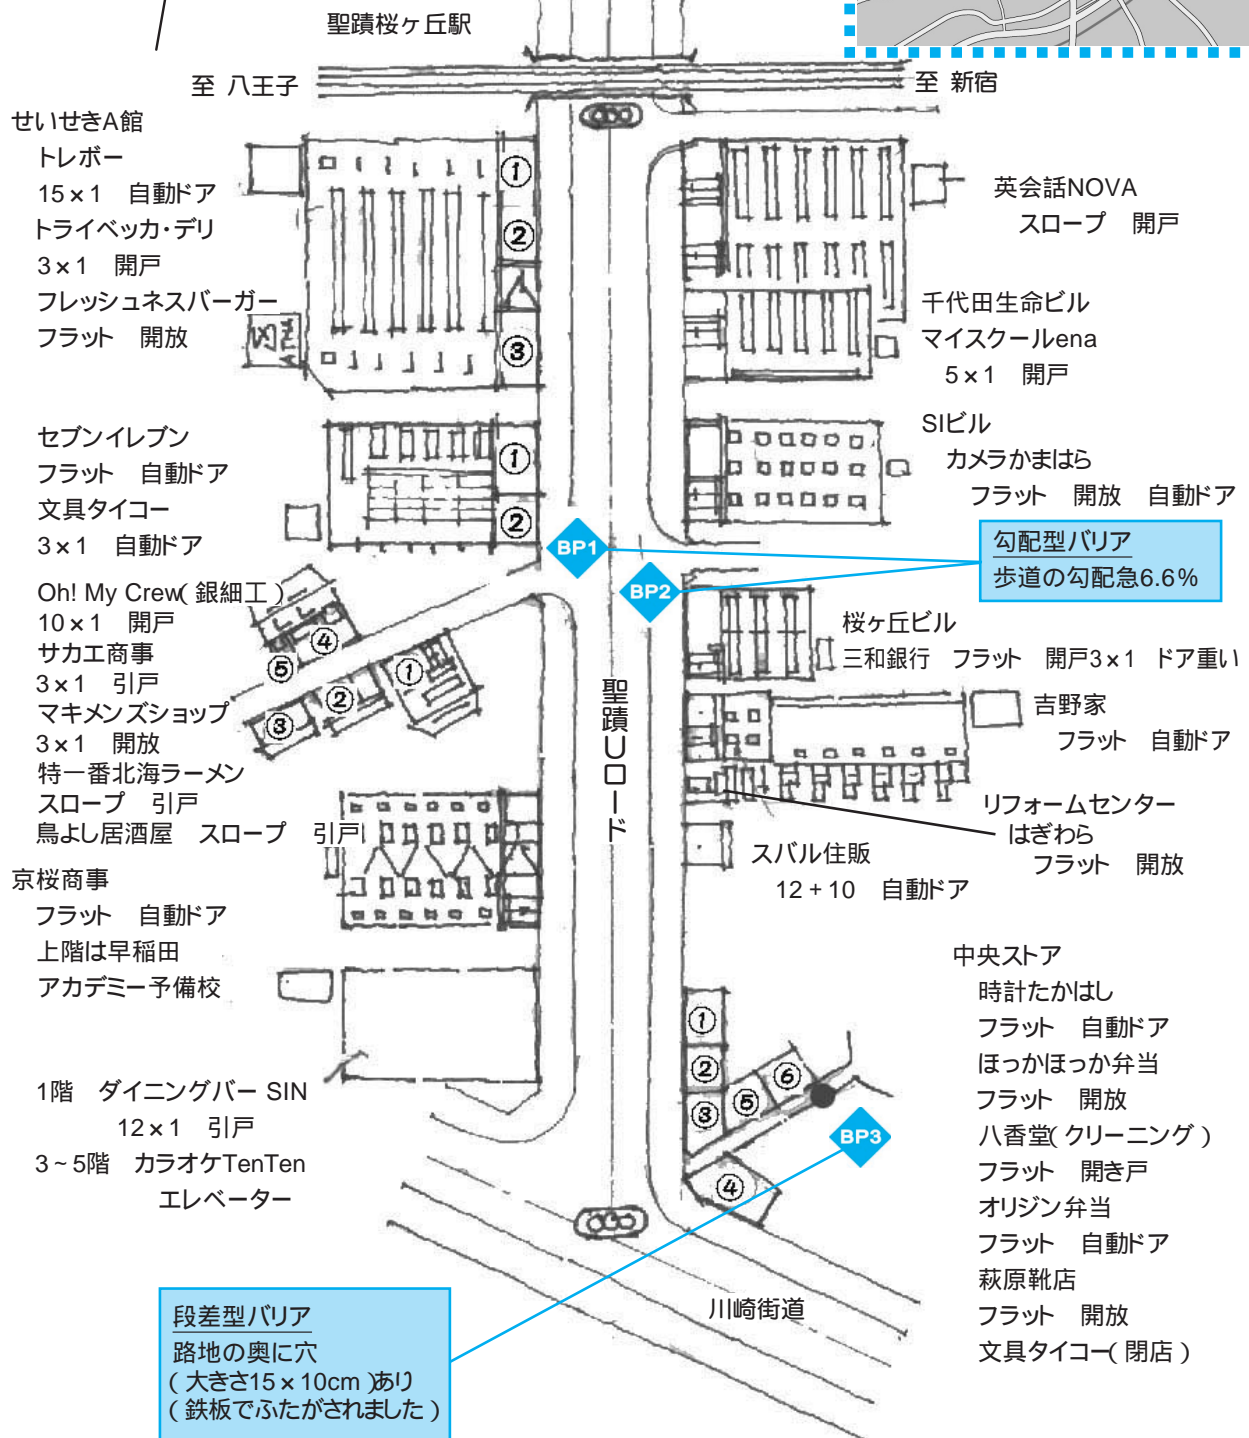 聖蹟桜ヶ丘駅
至 八王子
至 新宿
せいせきA館
トレボー
15×1 自動ドア
トライベッカ・デリ
3×1 開戸
フレッシュネスバーガー
フラット 開放
①
②
③
英会話NOVA
スロープ 開戸
千代田生命ビル
マイスクールena
5×1 開戸
セブンイレブン
フラット 自動ドア
文具タイコー
3×1 自動ドア
①
②
SIビル
カメラかまはら
フラット 開放 自動ドア
BP1
BP2
勾配型バリア
歩道の勾配急6.6%
Oh! My Crew(銀細工)
10×1 開戸
サカエ商事
3×1 引戸
マキメンズショップ
3×1 開放
特一番北海ラーメン
スロープ 引戸
鳥よし居酒屋 スロープ 引戸
④
⑤
①
②
③
聖蹟Uロード
桜ヶ丘ビル
三和銀行 フラット 開戸3×1 ドア重い
吉野家
フラット 自動ドア
リフォームセンター
はぎわら
フラット 開放
スバル住販
12+10 自動ドア
京桜商事
フラット 自動ドア
上階は早稲田
アカデミー予備校
1階 ダイニングバー SIN
12×1 引戸
3~5階 カラオケTenTen
エレベーター
①
②
③
⑤
⑥
④
BP3
中央ストア
時計たかはし
フラット 自動ドア
ほっかほっか弁当
フラット 開放
八香堂(クリーニング)
フラット 開き戸
オリジン弁当
フラット 自動ドア
萩原靴店
フラット 開放
文具タイコー(閉店)
川崎街道
段差型バリア
路地の奥に穴
(大きさ15×10cm)あり
(鉄板でふたがされました)